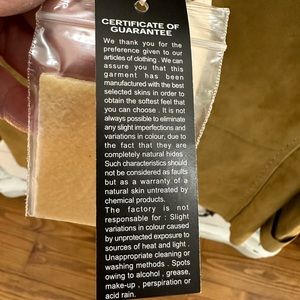 CERTIFICATE OF
GUARANTEE
We thank you for the
preference given to our
articles of clothing . We can
assure you that this
garment has been
manufactured with the best
selected skins in order to
obtain the softest feel that
you can choose . It is not
always possible to eliminate
any slight imperfections and
variations in colour, due to
the fact that they are
completely natural hides .
Such characteristics should
not be considered as faults
but as a warranty of a
natural skin untreated by
chemical products.
The factory is not
responsible for : Slight
variations in colour caused
by unprotected exposure to
sources of heat and light .
Unappropriate cleaning or
washing methods . Spots
owing to alcohol , grease,
make-up , perspiration or
acid rain.